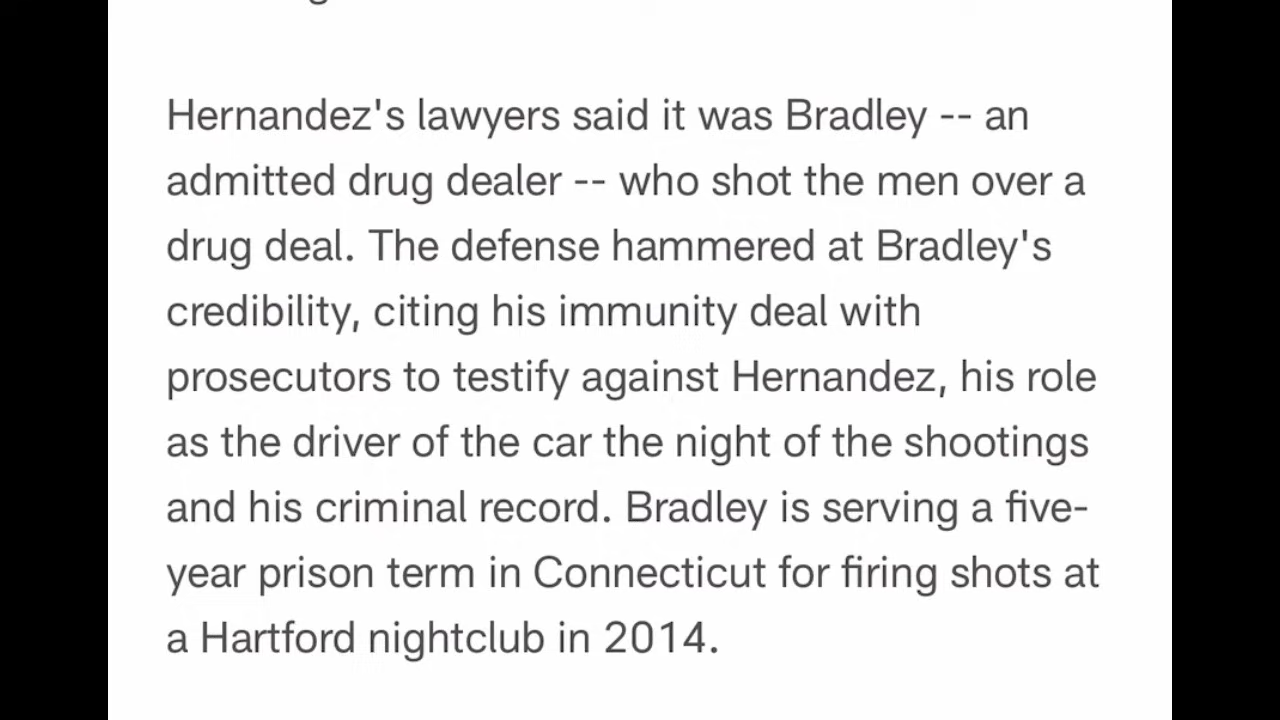 Hernandez's lawyers said it was Bradley -- an
admitted drug dealer -- who shot the men over a
drug deal. The defense hammered at Bradley's
credibility, citing his immunity deal with
prosecutors to testify against Hernandez, his role
as the driver of the car the night of the shootings
and his criminal record. Bradley is serving a five-
year prison term in Connecticut for firing shots at
a Hartford nightclub in 2014.